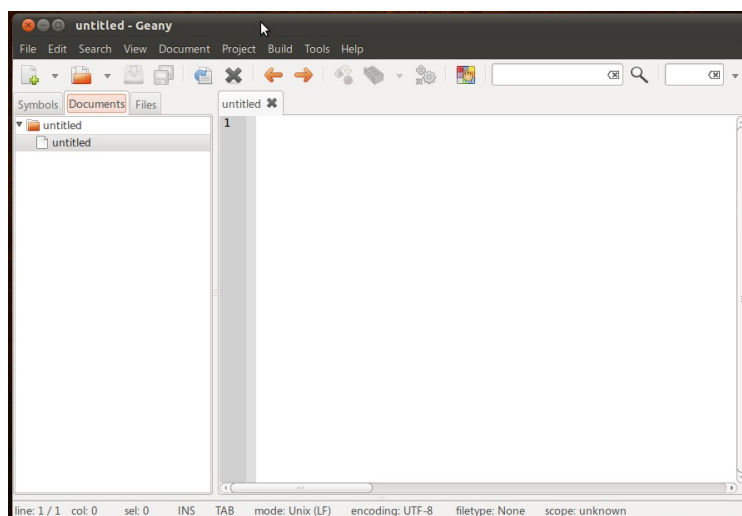 untitled - Geany
File Edit Search View Document Project Build Tools Help
Symbols Documents Files untitled
untitled
untitled
1
line: 1 / 1 col: 0 sel: 0 INS TAB mode: Unix (LF) encoding: UTF-8 filetype: None scope: unknown